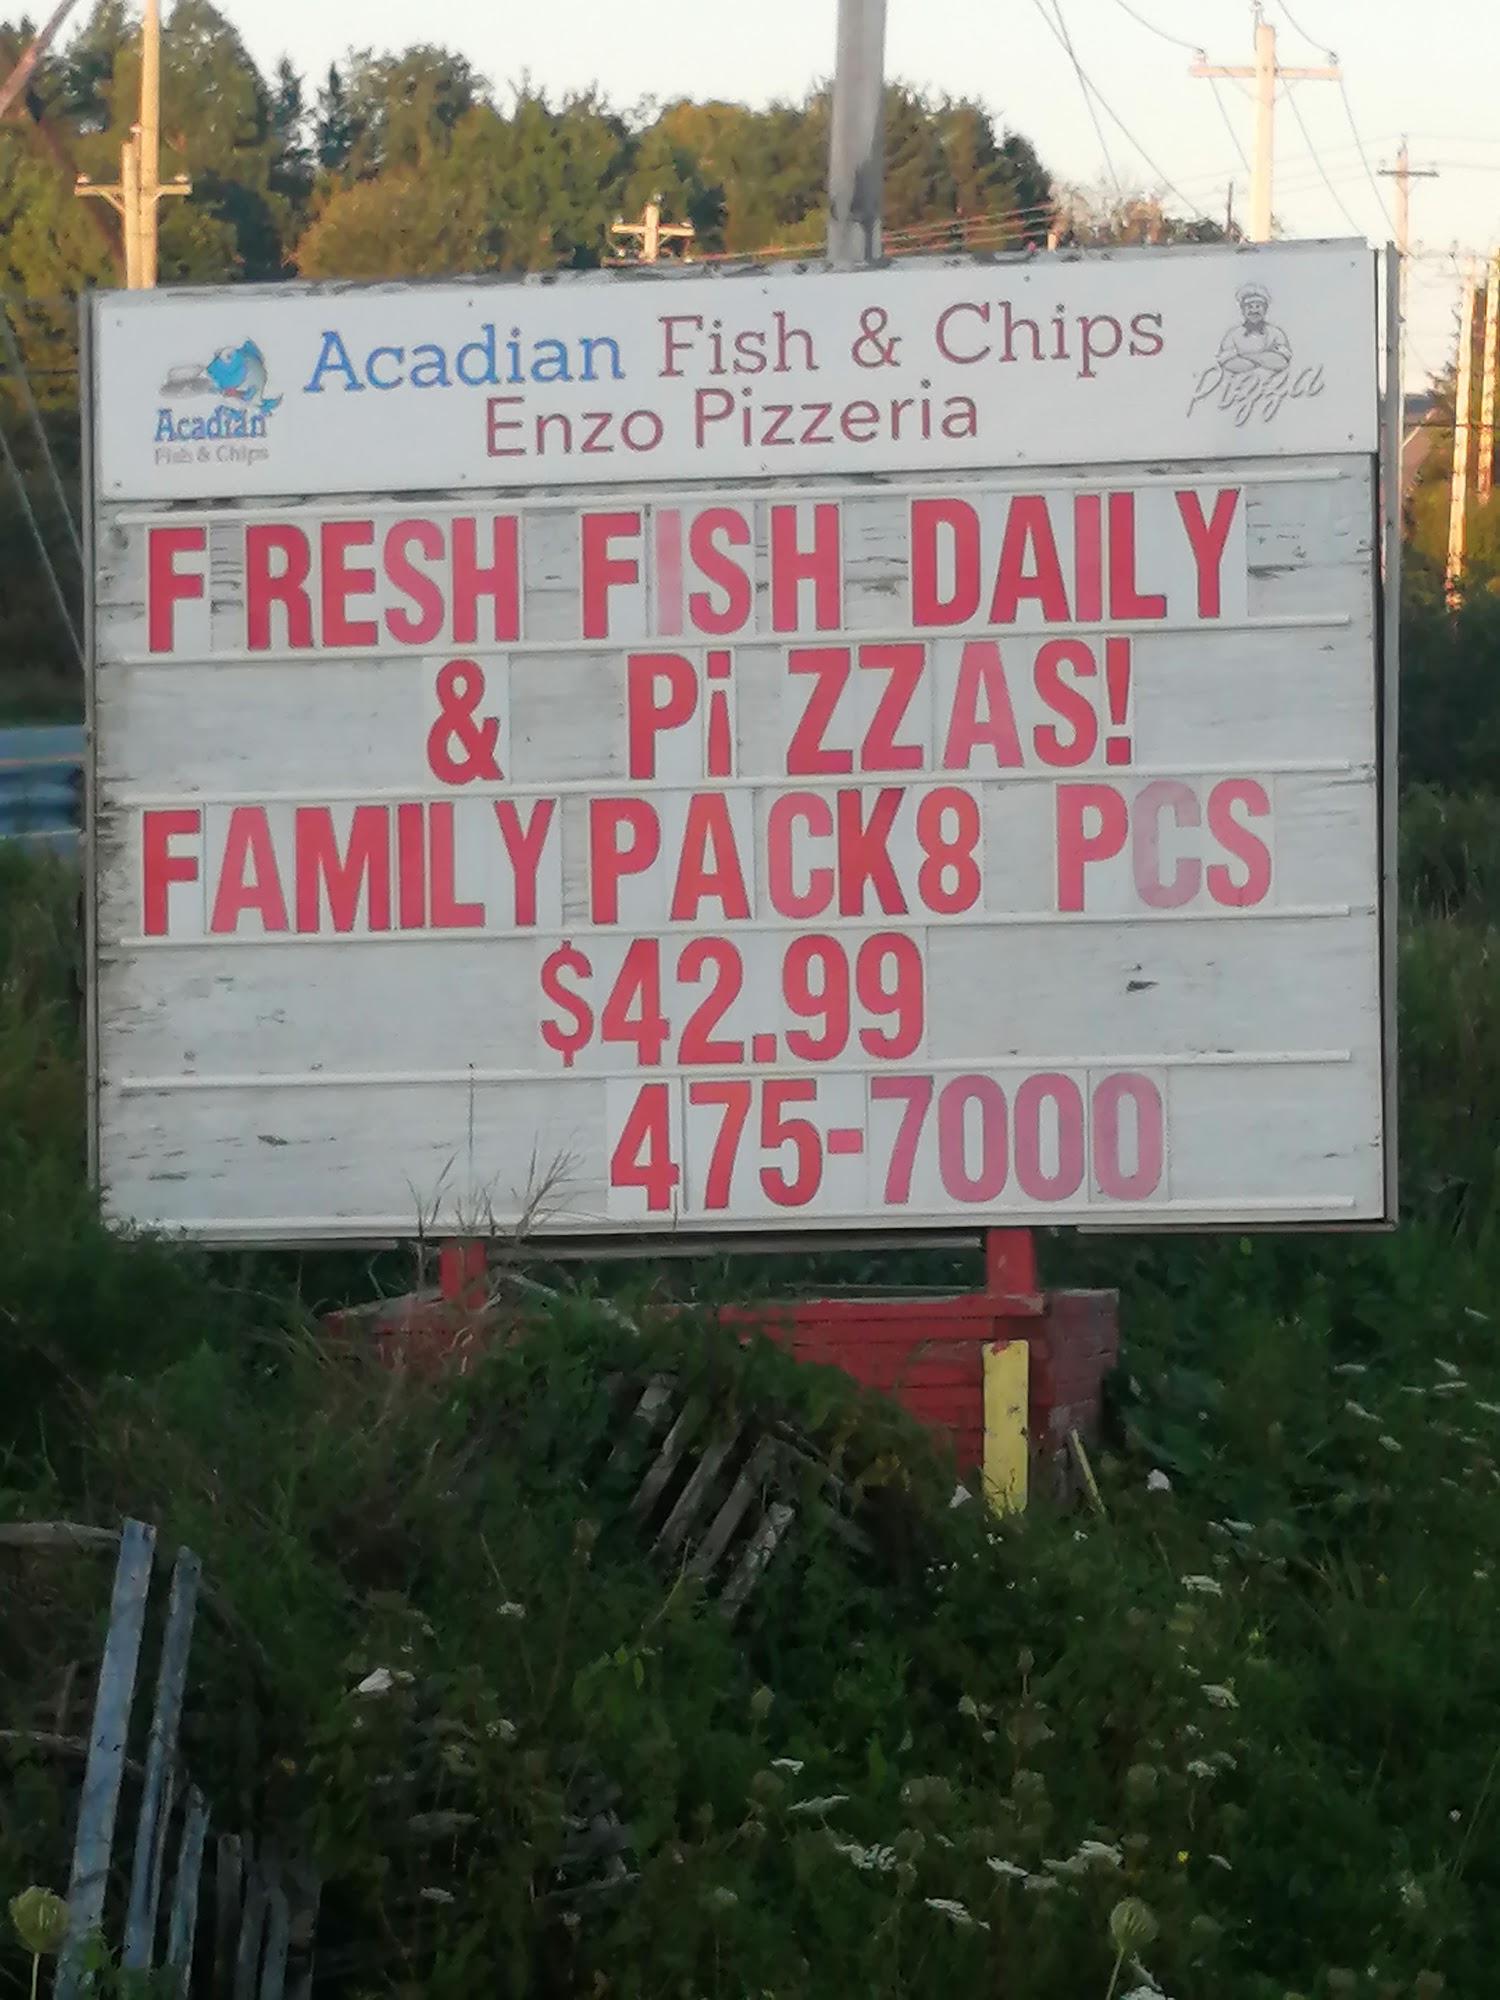 Acadian Fish & Chips
Enzo Pizzeria
Acadian
Fish & Chips
Pizza
FRESH FISH DAILY
& PiZZAS!
FAMILY PACK8 PCS
$42.99
475-7000